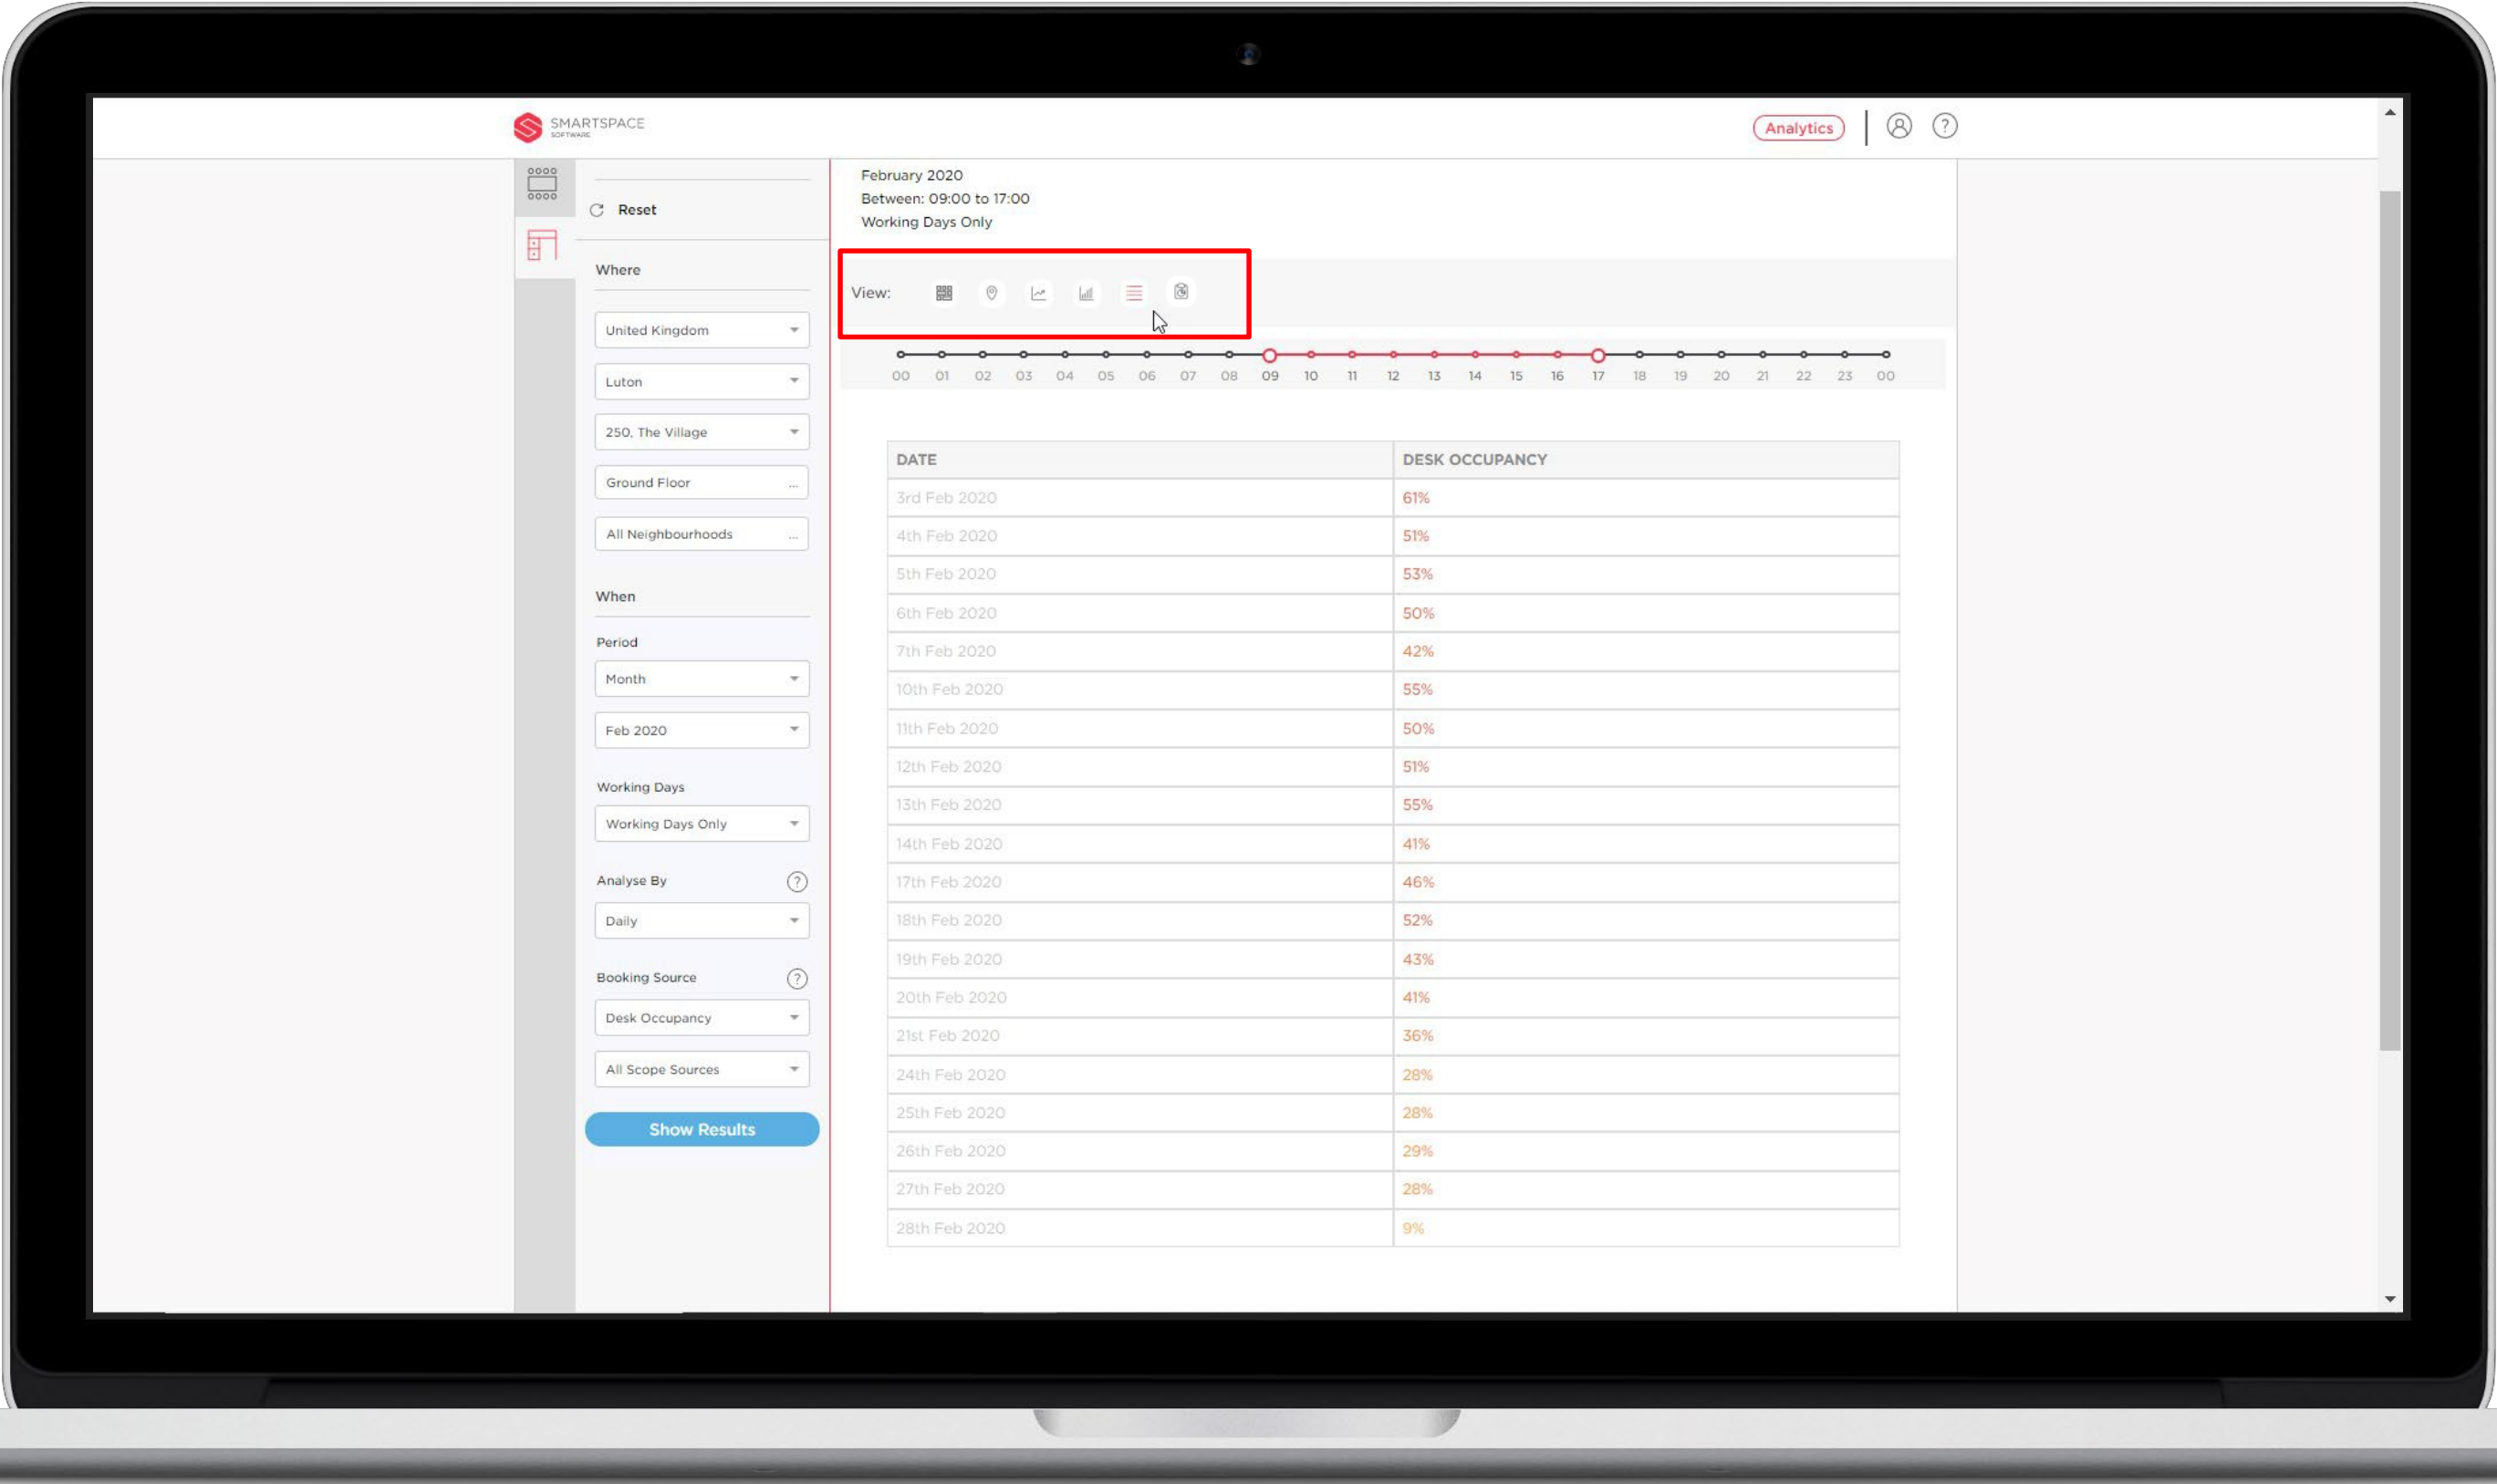 SMARTSPACE
SOFTWARE
Analytics
?
Reset
Where
United Kingdom
Luton
250, The Village
Ground Floor ...
All Neighbourhoods ...
When
Period
Month
Feb 2020
Working Days
Working Days Only
Analyse By ?
Daily
Booking Source ?
Desk Occupancy
All Scope Sources
Show Results
February 2020
Between: 09:00 to 17:00
Working Days Only
View:
00 01 02 03 04 05 06 07 08 09 10 11 12 13 14 15 16 17 18 19 20 21 22 23 00
DATE DESK OCCUPANCY
3rd Feb 2020 61%
4th Feb 2020 51%
5th Feb 2020 53%
6th Feb 2020 50%
7th Feb 2020 42%
10th Feb 2020 55%
11th Feb 2020 50%
12th Feb 2020 51%
13th Feb 2020 55%
14th Feb 2020 41%
17th Feb 2020 46%
18th Feb 2020 52%
19th Feb 2020 43%
20th Feb 2020 41%
21st Feb 2020 36%
24th Feb 2020 28%
25th Feb 2020 28%
26th Feb 2020 29%
27th Feb 2020 28%
28th Feb 2020 9%